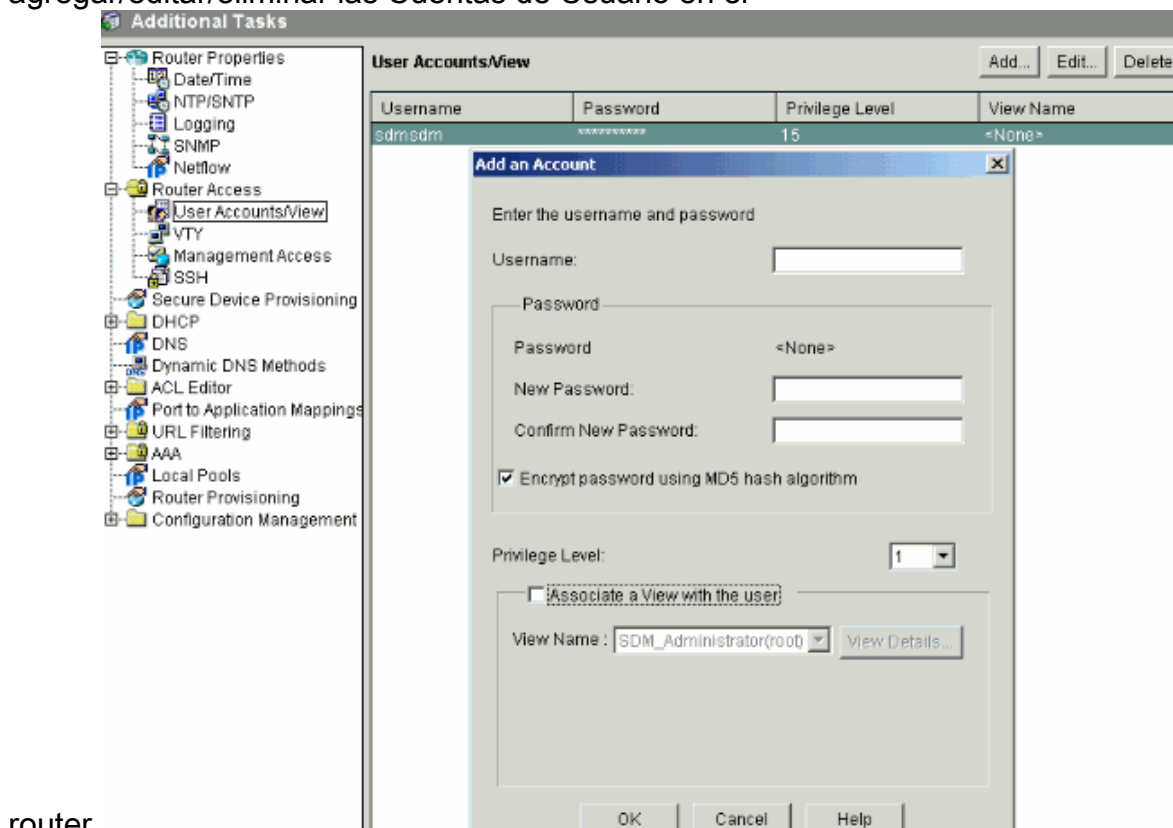 agregar/editar/eliminar las Cuentas de Usuario en el
Additional Tasks
Router Properties
Date/Time
NTP/SNTP
Logging
SNMP
Netflow
Router Access
User Accounts/View
VTY
Management Access
SSH
Secure Device Provisioning
DHCP
DNS
Dynamic DNS Methods
ACL Editor
Port to Application Mappings
URL Filtering
AAA
Local Pools
Router Provisioning
Configuration Management
User Accounts/View
Add... Edit... Delete
Username Password Privilege Level View Name
sdmsdm ********** 15 <None>
Add an Account
Enter the username and password
Username:
Password
Password <None>
New Password:
Confirm New Password:
Encrypt password using MD5 hash algorithm
Privilege Level: 1
Associate a View with the user
View Name : SDM_Administrator(root) View Details...
OK Cancel Help
router